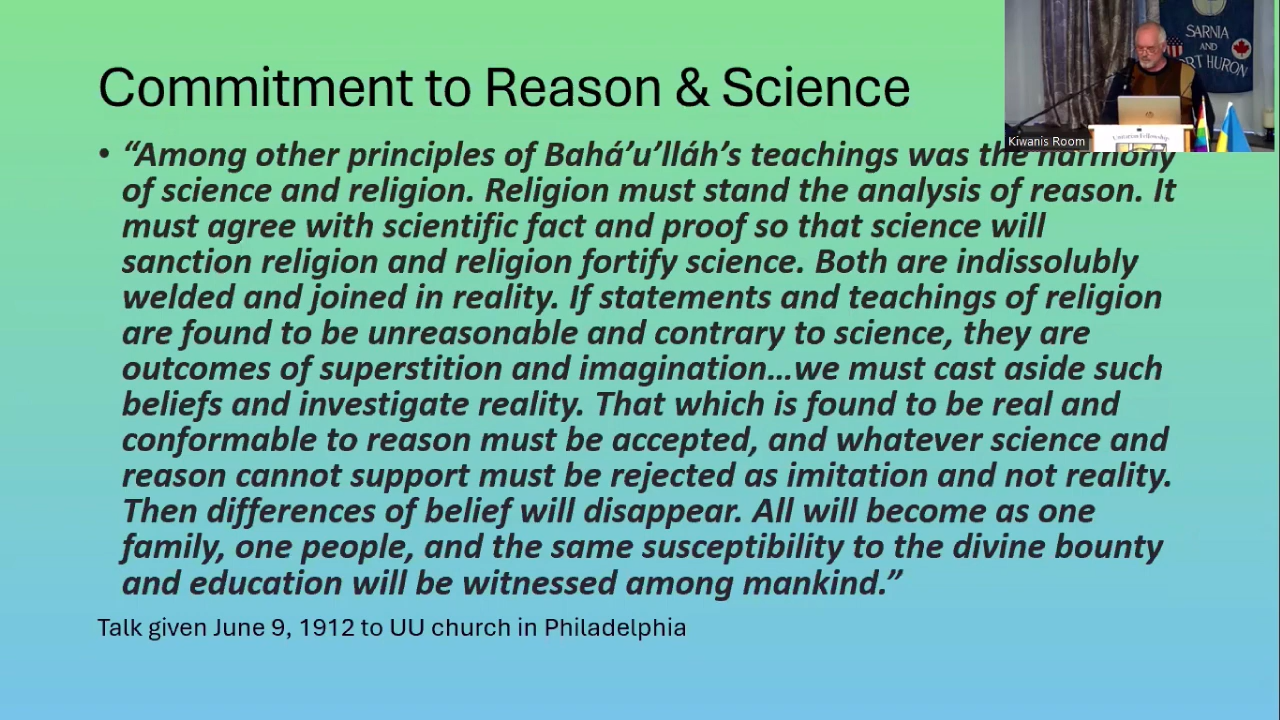 Commitment to Reason & Science
SARNIA
AND
RT HURON
Kiwanis Room
Unitarian Fellowship
• “Among other principles of Bahá’u’lláh’s teachings was the harmony
of science and religion. Religion must stand the analysis of reason. It
must agree with scientific fact and proof so that science will
sanction religion and religion fortify science. Both are indissolubly
welded and joined in reality. If statements and teachings of religion
are found to be unreasonable and contrary to science, they are
outcomes of superstition and imagination…we must cast aside such
beliefs and investigate reality. That which is found to be real and
conformable to reason must be accepted, and whatever science and
reason cannot support must be rejected as imitation and not reality.
Then differences of belief will disappear. All will become as one
family, one people, and the same susceptibility to the divine bounty
and education will be witnessed among mankind.”
Talk given June 9, 1912 to UU church in Philadelphia